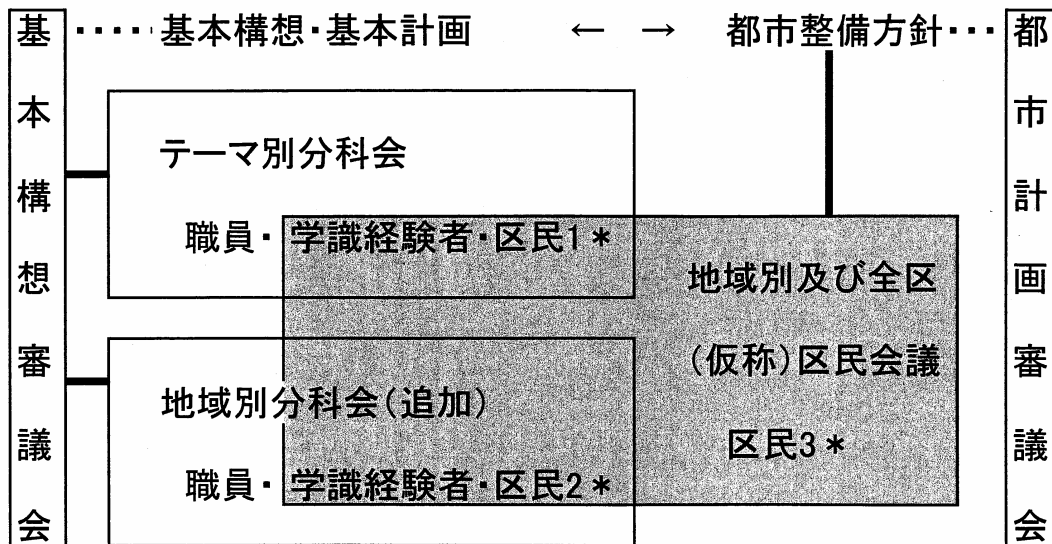 基本構想審議会
・・・・・基本構想・基本計画 ← → 都市整備方針・・・
テーマ別分科会
職員・学識経験者・区民1*
地域別分科会(追加)
職員・学識経験者・区民2*
地域別及び全区
(仮称)区民会議
区民3*
都市計画審議会